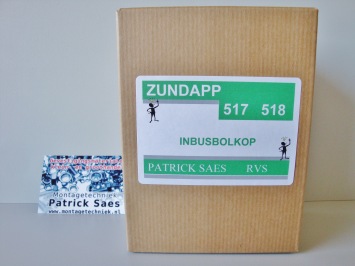 ZUNDAPP
517 518
INBUSBOLKOP
PATRICK SAES RVS
Montagetechniek
Patrick Saes
www.montagetechniek.nl